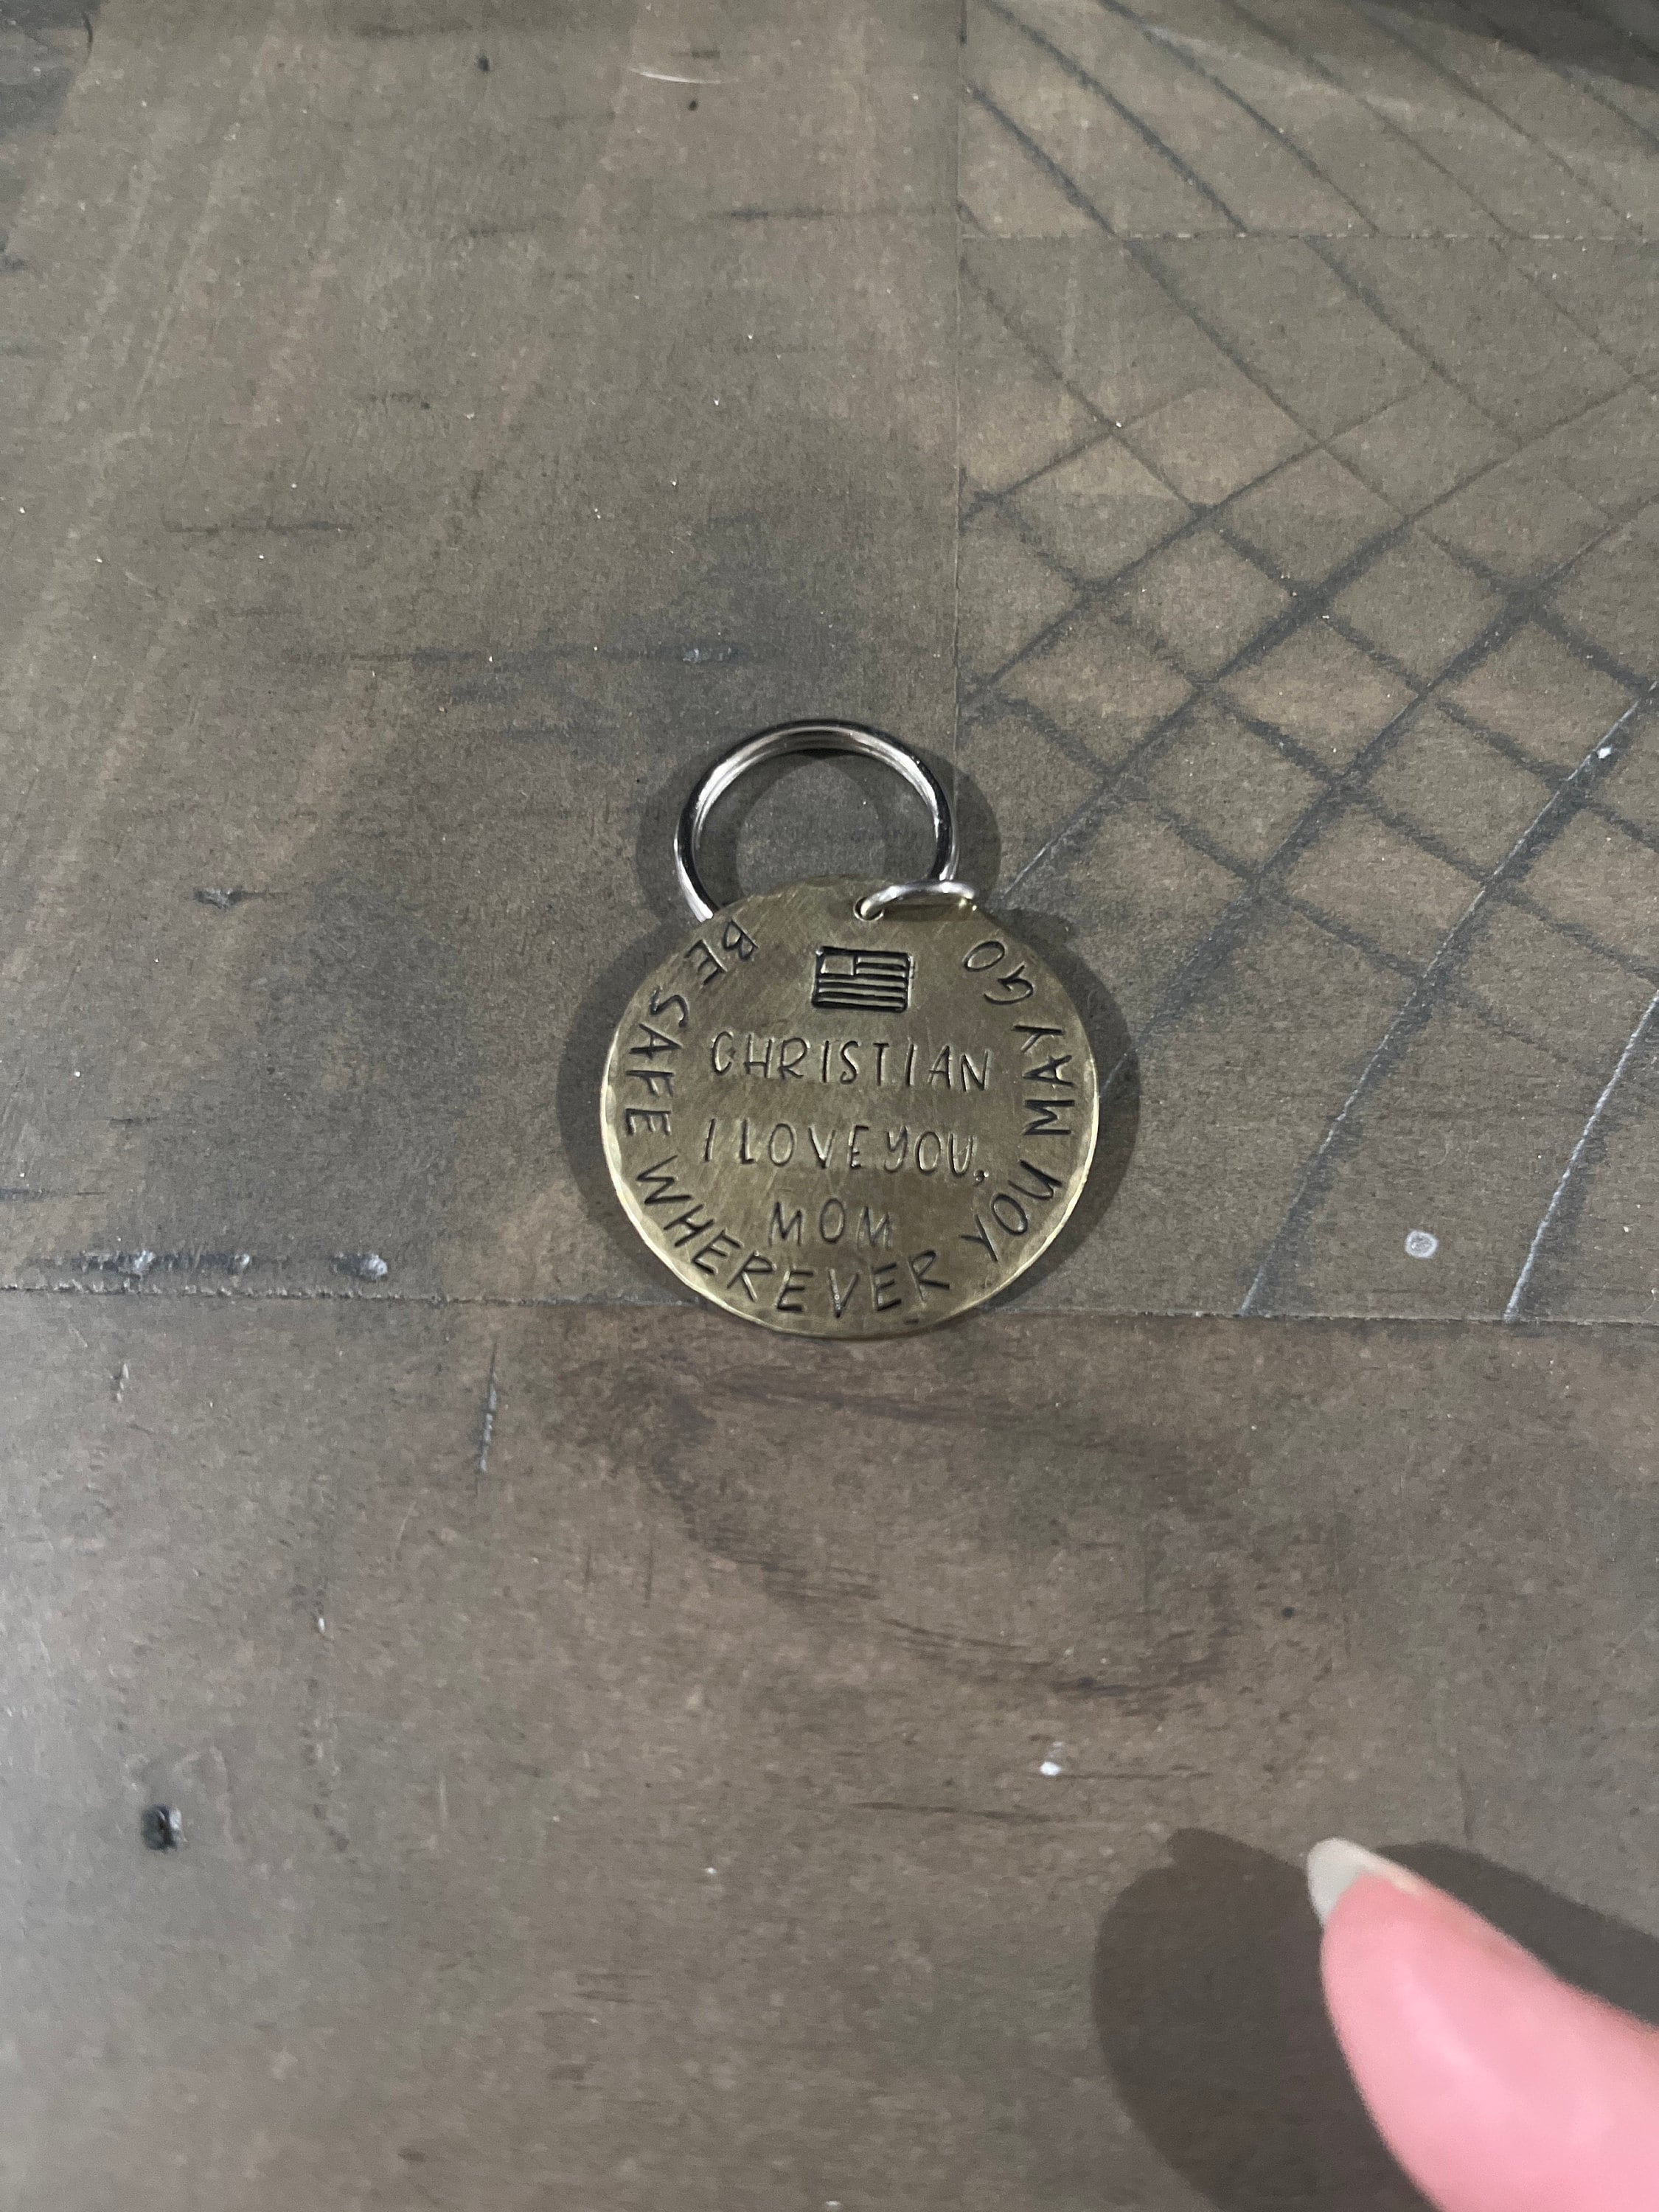 CHRISTIAN
I LOVE YOU,
MOM
BE SAFE WHEREVER YOU MAY GO